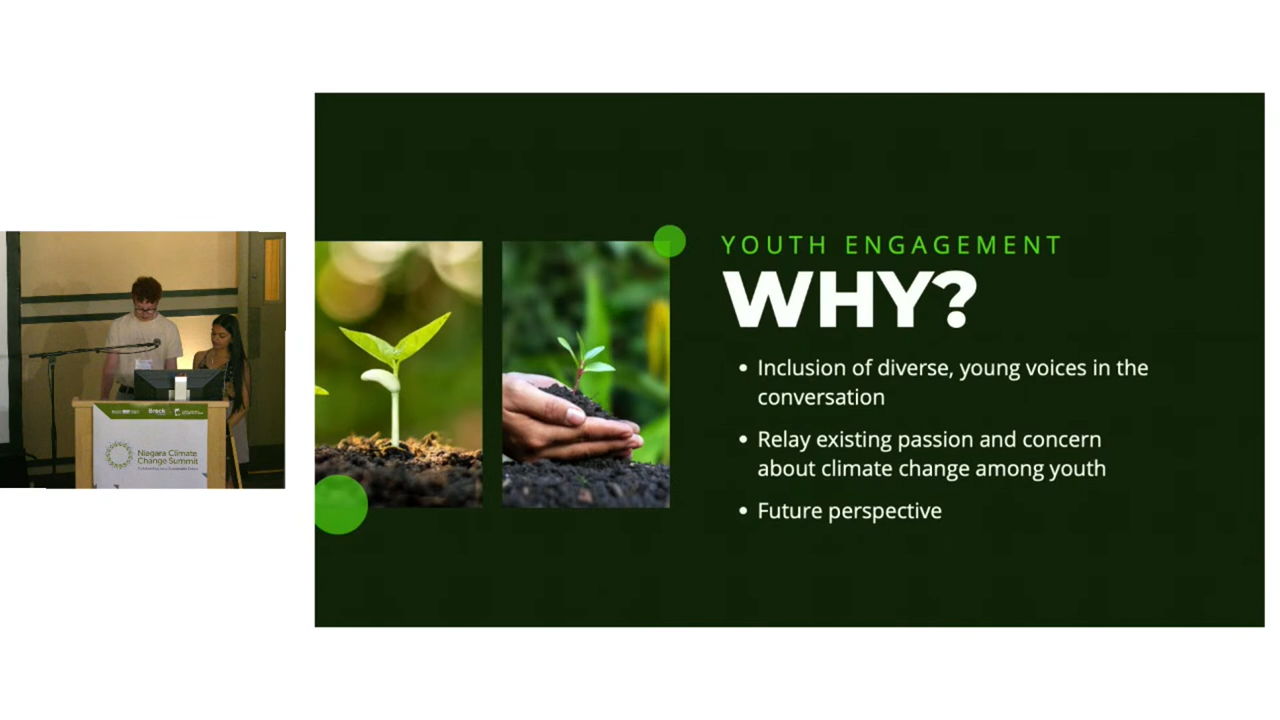 YOUTH ENGAGEMENT
WHY?
• Inclusion of diverse, young voices in the
conversation
• Relay existing passion and concern
about climate change among youth
• Future perspective
Brock
Niagara Climate
Change Summit